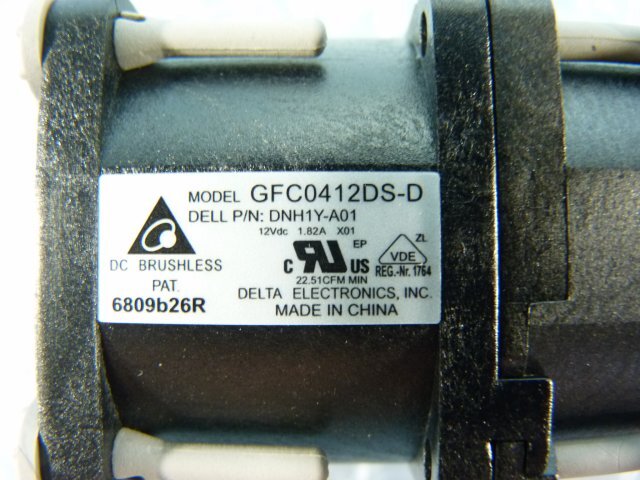 MODEL GFC0412DS-D
DELL P/N: DNH1Y-A01
12Vdc 1.82A X01
DC BRUSHLESS
PAT.
6809b26R
C RU US EP
22.51CFM MIN
VDE ZL
REG.-Nr. 1764
DELTA ELECTRONICS, INC.
MADE IN CHINA